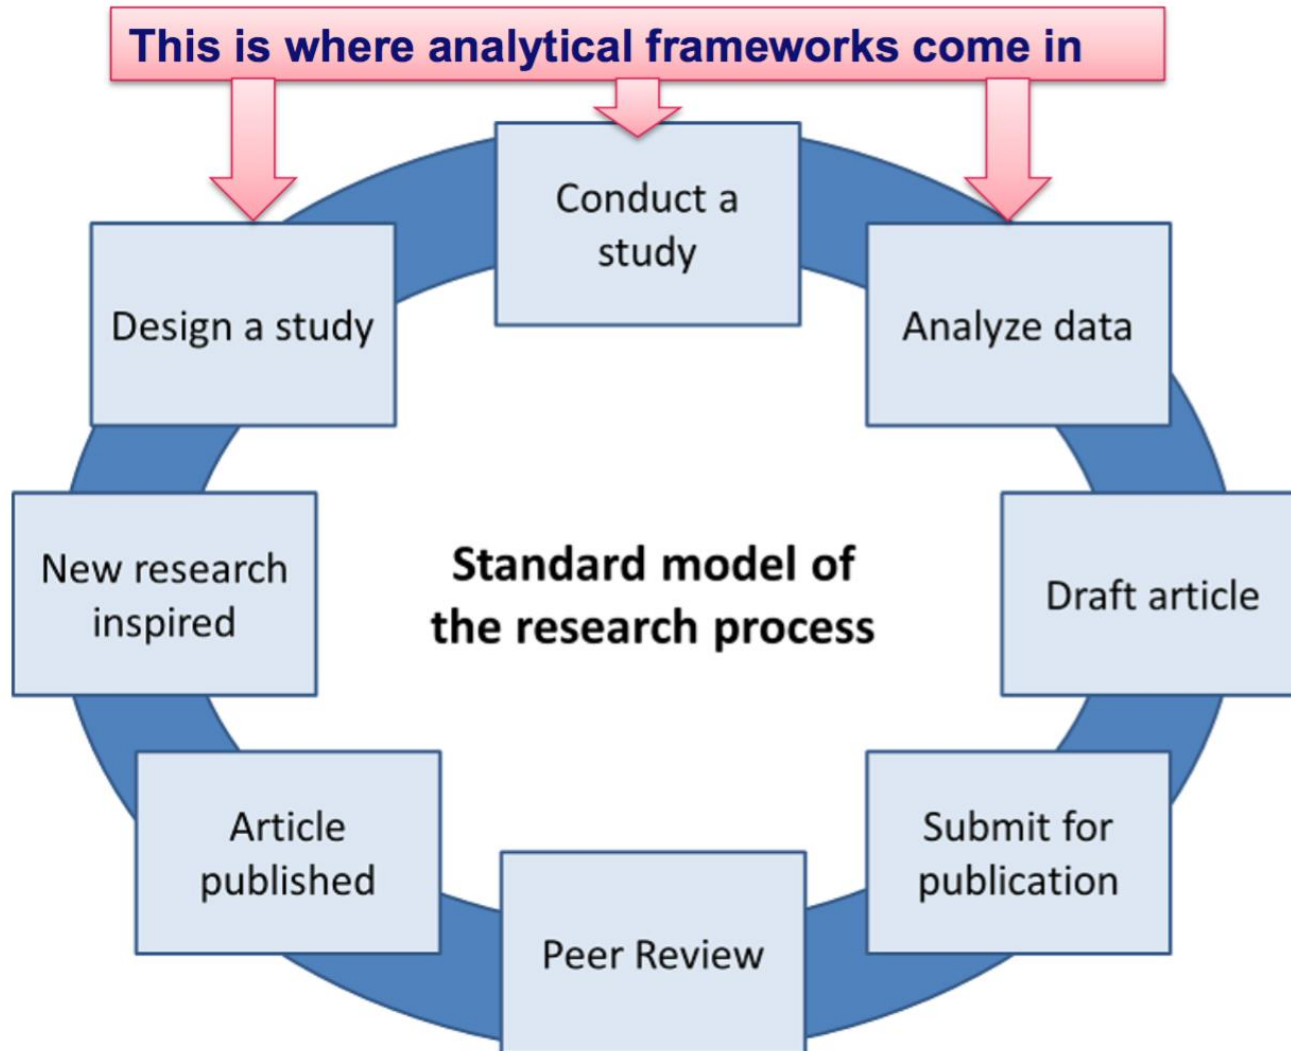 This is where analytical frameworks come in
Conduct a
study
Design a study
Analyze data
New research
inspired
Standard model of
the research process
Draft article
Article
published
Submit for
publication
Peer Review